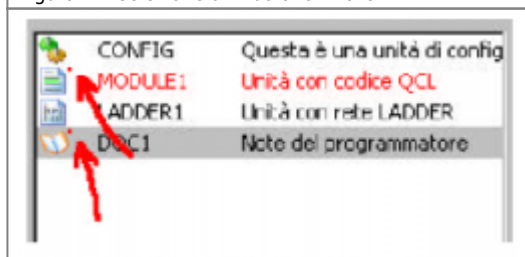 CONFIG Questa è una unità di config
MODULE1 Unità con codice QCL
LADDER1 Unità con rete LADDER
DOC1 Note del programmatore